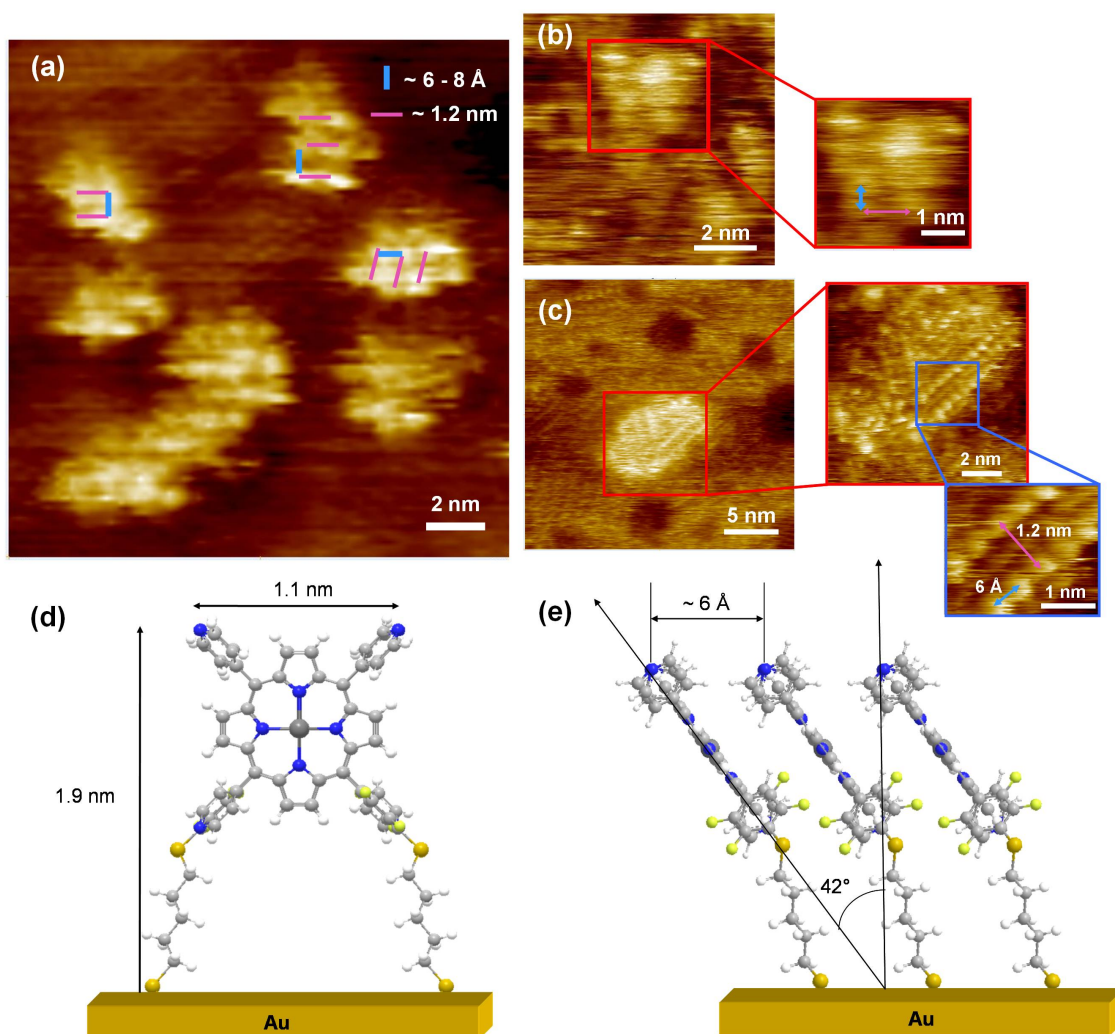 (a)
~ 6 - 8 Å
~ 1.2 nm
2 nm
(b)
2 nm
1 nm
(c)
5 nm
2 nm
1.2 nm
6 Å
1 nm
(d)
1.1 nm
1.9 nm
Au
(e)
~ 6 Å
42°
Au